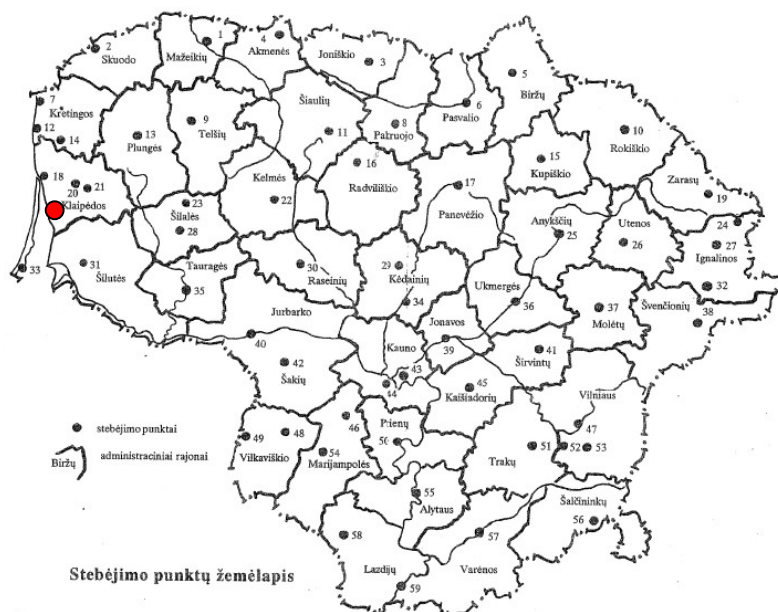 1
2
Skuodo
Mažeikių
4
Akmenės
Joniškio
3
5
Biržų
6
Pasvalio
7
Kretingos
12
14
13
Plungės
9
Telšių
Šiaulių
11
8
Pakruojo
10
Rokiškio
15
Kupiškio
16
Radviliškio
17
Panevėžio
18
20
21
Klaipėdos
Kelmės
22
23
Šilalės
28
Zarasų
19
24
27
Ignalinos
32
Anykščių
25
Utenos
26
33
31
Šilutės
Tauragės
35
30
Raseinių
29
Kėdainių
34
Ukmergės
36
37
Molėtų
Švenčionių
38
Jurbarko
40
Kauno
43
44
Jonavos
39
41
Širvintų
42
Šakių
45
Kaišiadorių
Vilniaus
47
46
Prienų
50
49
48
Vilkaviškio
54
Marijampolės
Trakų
51
52
53
55
Alytaus
Šalčininkų
56
57
Varėnos
58
Lazdijų
59
stebėjimo punktai
Biržų
administraciniai rajonai
Stebėjimo punktų žemėlapis